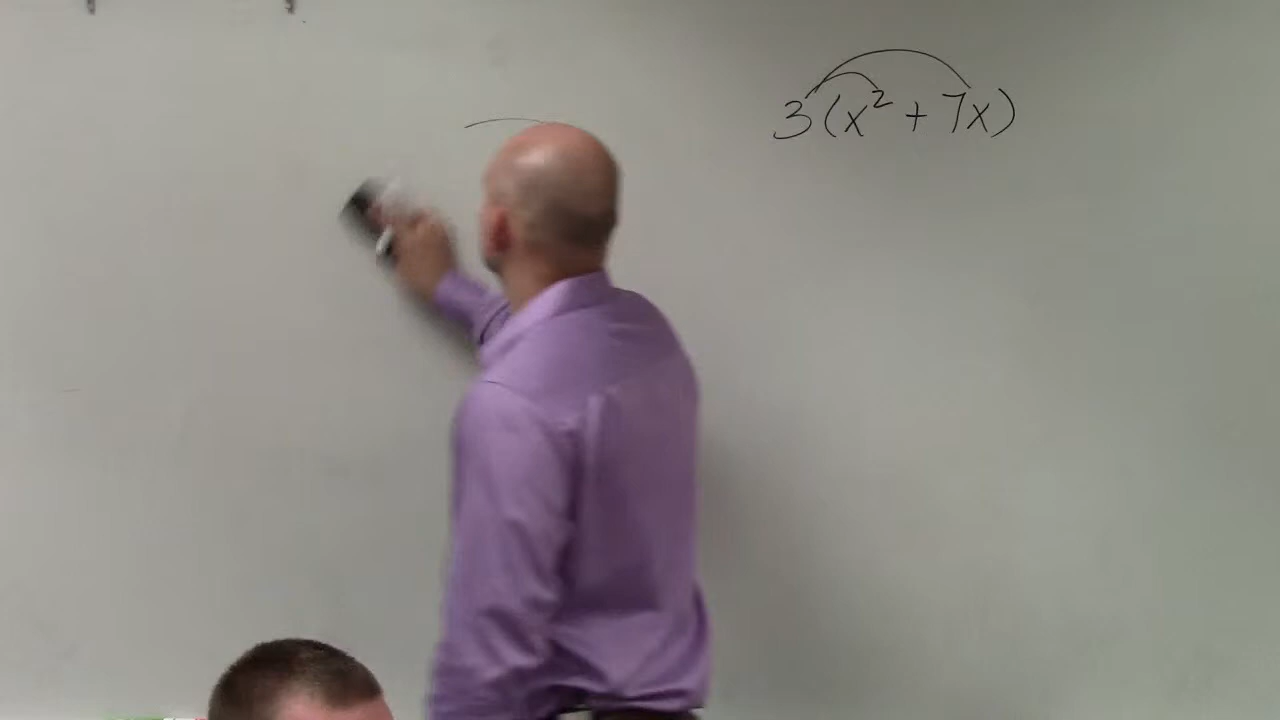 3(x² + 7x)